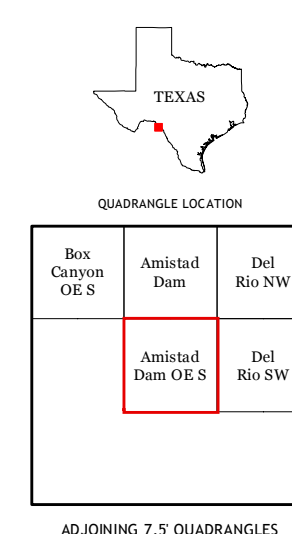 TEXAS
QUADRANGLE LOCATION
Box
Canyon
OE S
Amistad
Dam
Del
Rio NW
Amistad
Dam OE S
Del
Rio SW
ADJOINING 7.5' QUADRANGLES